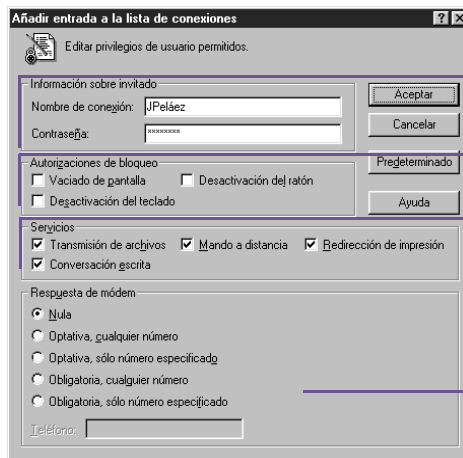 Añadir entrada a la lista de conexiones
Editar privilegios de usuario permitidos.
Información sobre invitado
Nombre de conexión: JPeláez
Contraseña: ********
Aceptar
Cancelar
Predeterminado
Ayuda
Autorizaciones de bloqueo
Vaciado de pantalla Desactivación del ratón
Desactivación del teclado
Servicios
Transmisión de archivos Mando a distancia Redirección de impresión
Conversación escrita
Respuesta de módem
Nula
Optativa, cualquier número
Optativa, sólo número especificado
Obligatoria, cualquier número
Obligatoria, sólo número especificado
Teléfono: